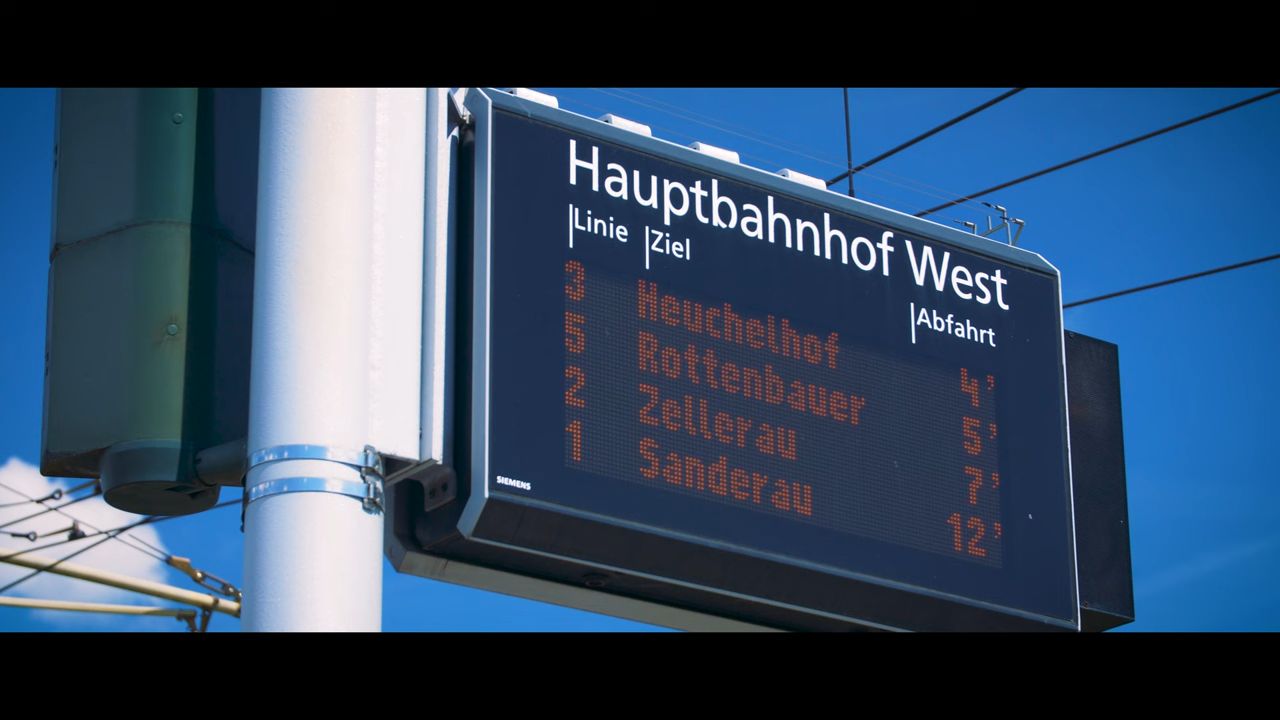 Hauptbahnhof West
Linie Ziel Abfahrt
3 Heuchelhof 4'
5 Rottenbauer 5'
2 Zellerau 7'
1 Sanderau 12'
SIEMENS